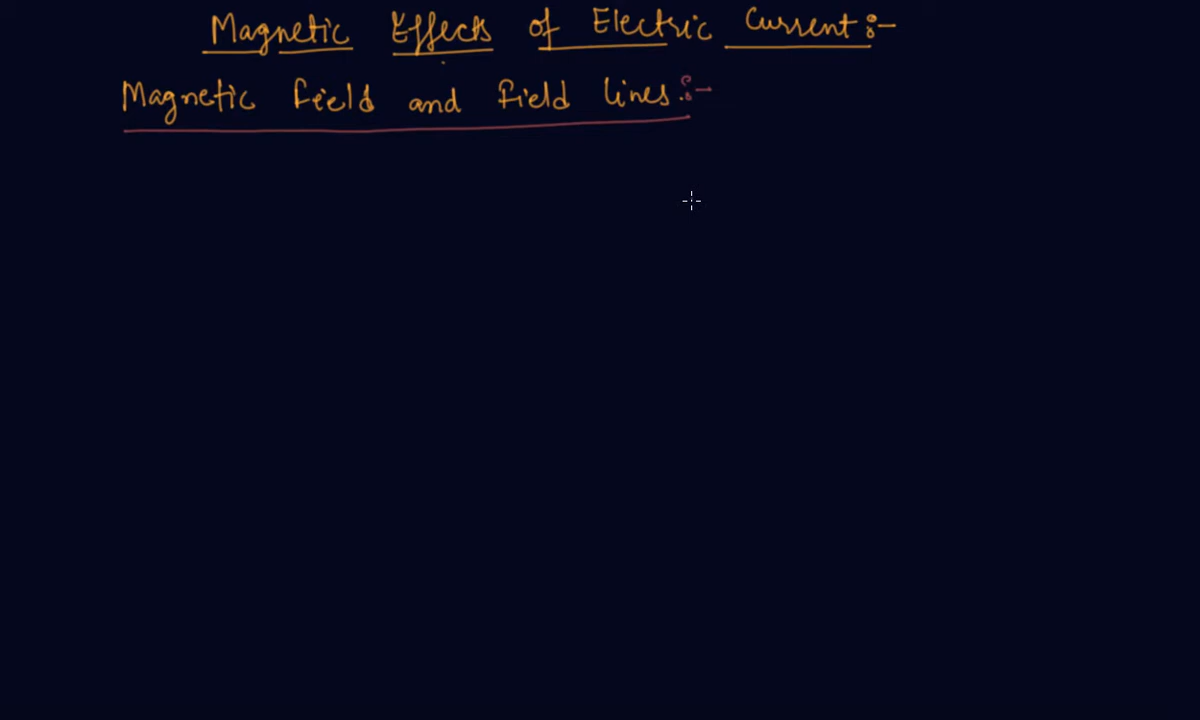 Magnetic Effects of Electric Current :-
Magnetic field and field lines. :-